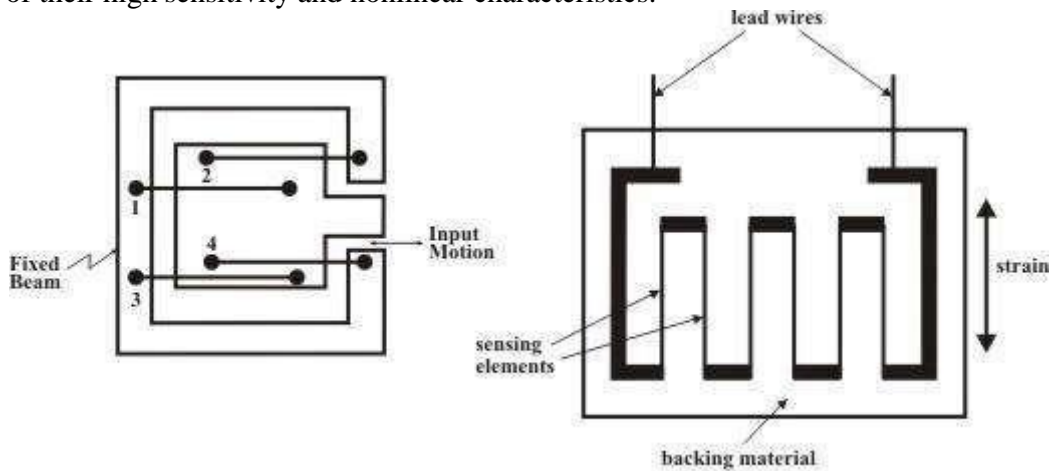 of their high sensitivity and nonlinear characteristics.
lead wires
2
1
4
Input
Motion
Fixed
Beam
3
strain
sensing
elements
backing material